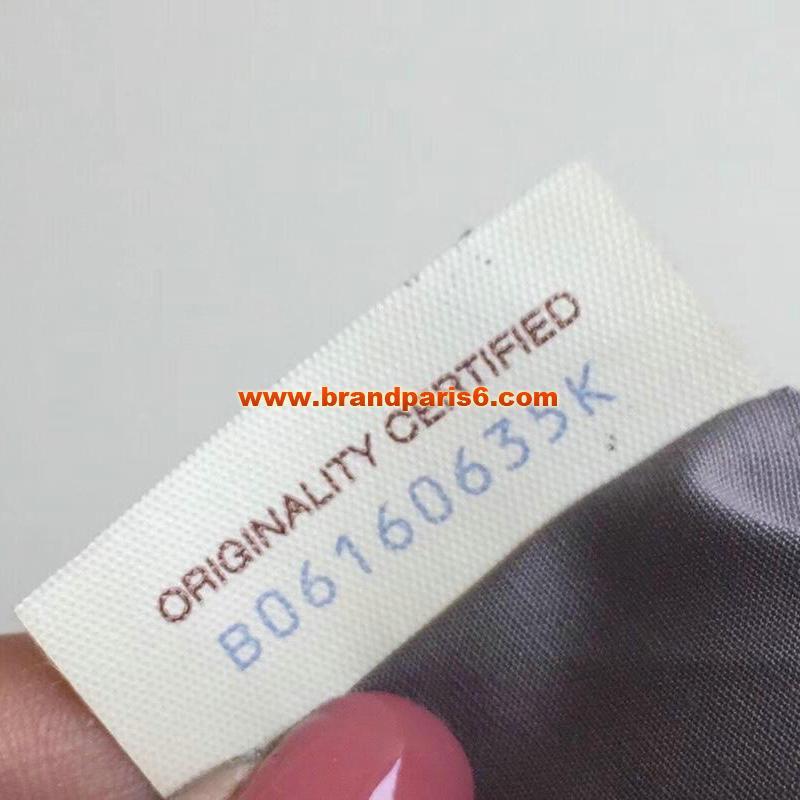 ORIGINALITY CERTIFIED
www.brandparis6.com
B06160635K